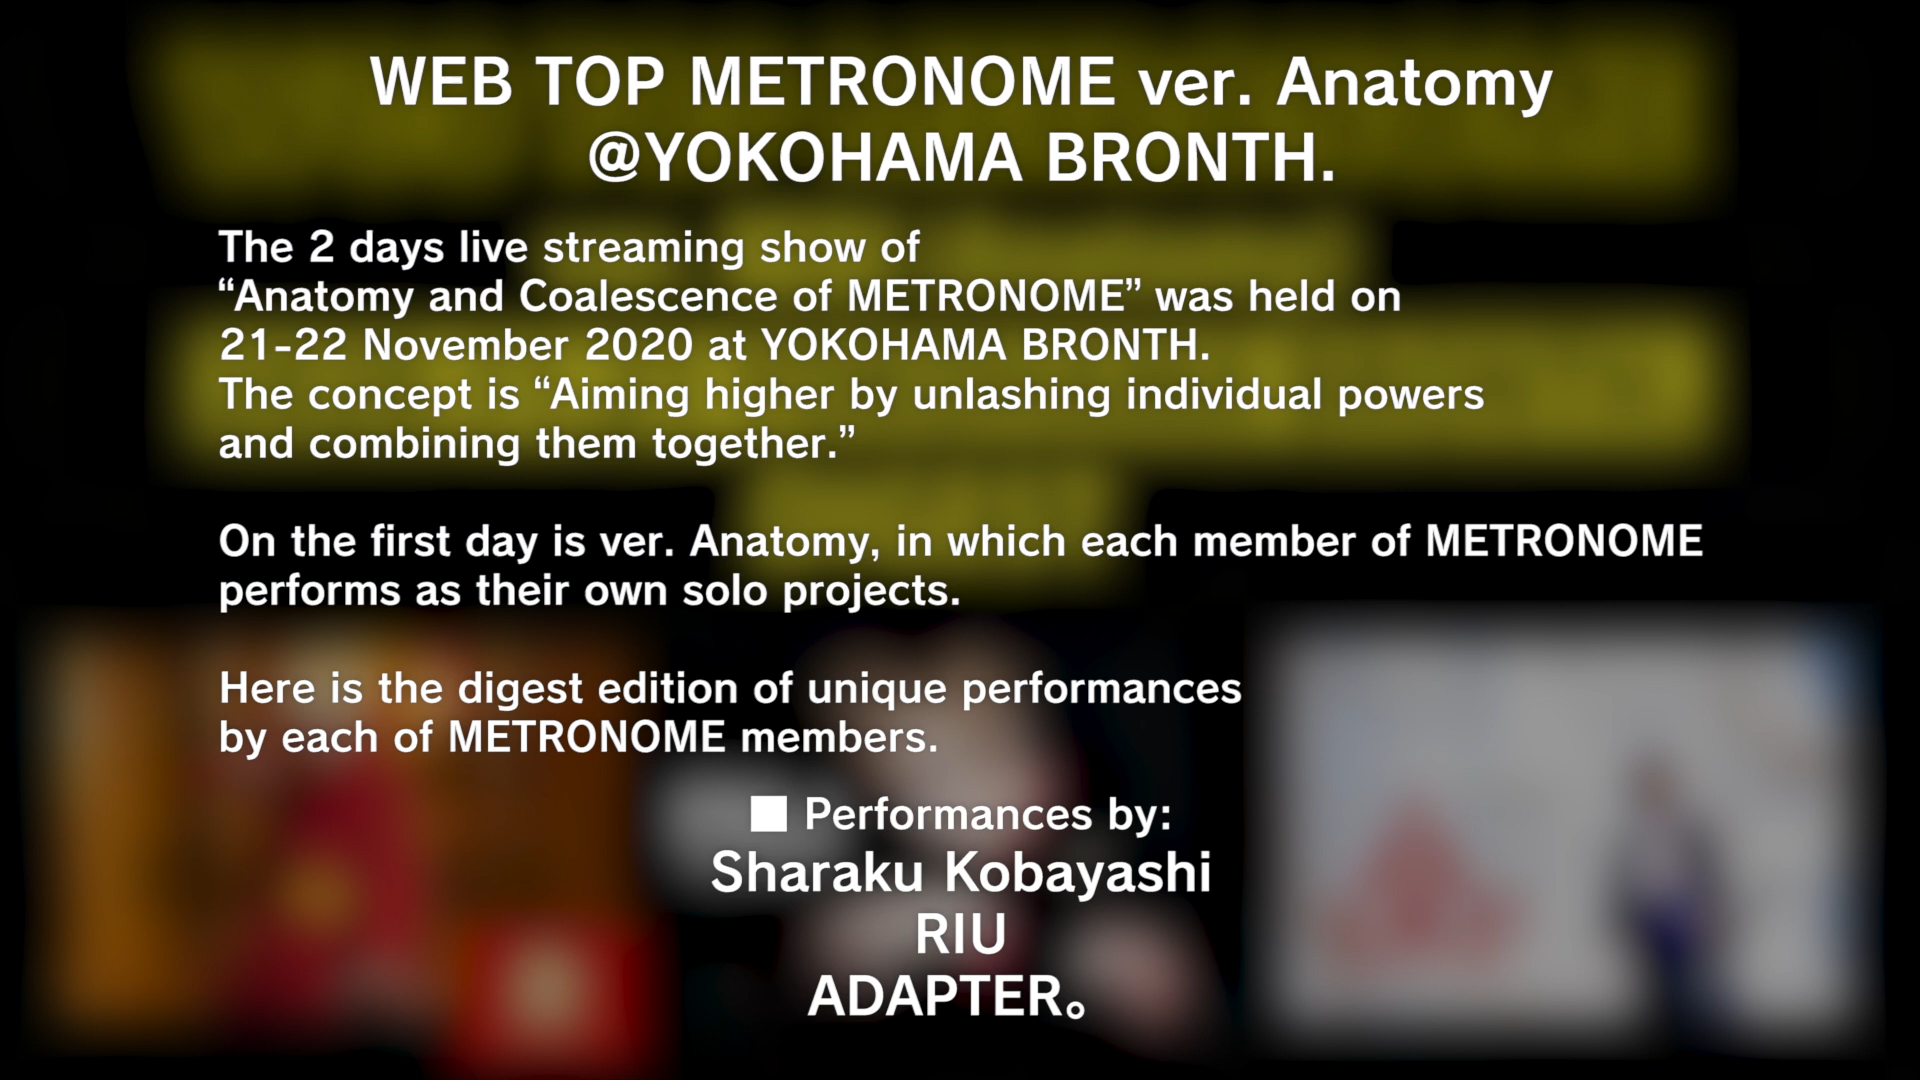 WEB TOP METRONOME ver. Anatomy
@YOKOHAMA BRONTH.
The 2 days live streaming show of
“Anatomy and Coalescence of METRONOME” was held on
21-22 November 2020 at YOKOHAMA BRONTH.
The concept is “Aiming higher by unlashing individual powers
and combining them together.”
On the first day is ver. Anatomy, in which each member of METRONOME
performs as their own solo projects.
Here is the digest edition of unique performances
by each of METRONOME members.
■ Performances by:
Sharaku Kobayashi
RIU
ADAPTER。